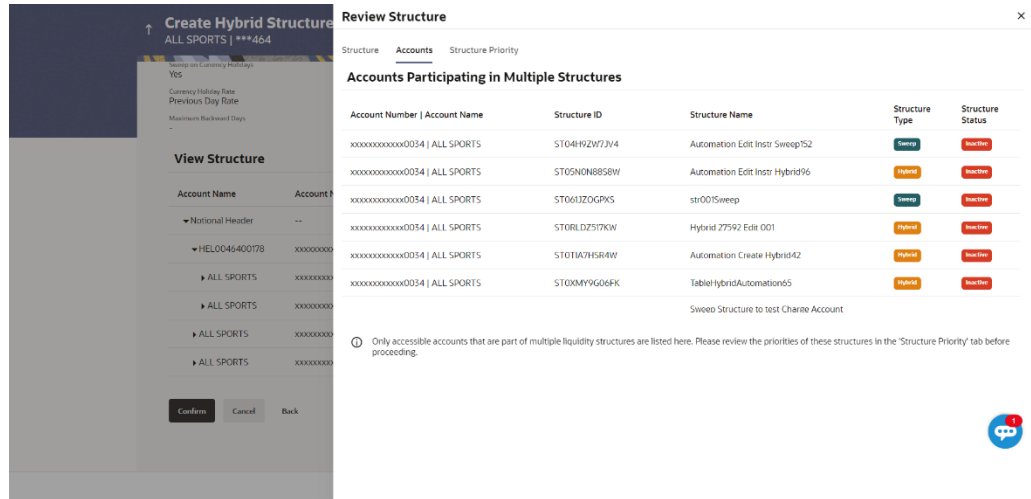 Create Hybrid Structure
ALL SPORTS | ***464
Sweep on Currency Holidays
Yes
Currency Holiday Rate
Previous Day Rate
Maximum Backward Days
-
View Structure
Account Name Account N
Notional Header --
HEL0046400178 xxxxxxxxx
ALL SPORTS xxxxxxxxx
ALL SPORTS xxxxxxxxx
ALL SPORTS xxxxxxxxx
ALL SPORTS xxxxxxxxx
Confirm Cancel Back
Review Structure
Structure Accounts Structure Priority
Accounts Participating in Multiple Structures
Account Number | Account Name Structure ID Structure Name Structure Type Structure Status
xxxxxxxxxxxx0034 | ALL SPORTS ST04H9ZW7JV4 Automation Edit Instr Sweep152 Sweep Inactive
xxxxxxxxxxxx0034 | ALL SPORTS ST05N0N88S8W Automation Edit Instr Hybrid96 Hybrid Inactive
xxxxxxxxxxxx0034 | ALL SPORTS ST061JZOGPXS str001Sweep Sweep Inactive
xxxxxxxxxxxx0034 | ALL SPORTS ST0RLDZ517KW Hybrid 27592 Edit 001 Hybrid Inactive
xxxxxxxxxxxx0034 | ALL SPORTS ST0TIA7HSR4W Automation Create Hybrid42 Hybrid Inactive
xxxxxxxxxxxx0034 | ALL SPORTS ST0XMY9G06FK TableHybridAutomation65 Hybrid Inactive
Sweep Structure to test Charge Account
Only accessible accounts that are part of multiple liquidity structures are listed here. Please review the priorities of these structures in the 'Structure Priority' tab before
proceeding.
1